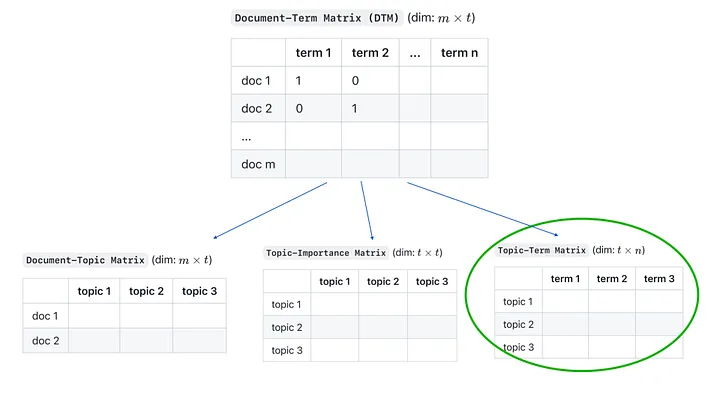 Document-Term Matrix (DTM) (dim: m × t)
term 1 term 2 ... term n
doc 1 1 0
doc 2 0 1
...
doc m
Document-Topic Matrix (dim: m × t)
topic 1 topic 2 topic 3
doc 1
doc 2
Topic-Importance Matrix (dim: t × t)
topic 1 topic 2 topic 3
topic 1
topic 2
topic 3
Topic-Term Matrix (dim: t × n)
term 1 term 2 term 3
topic 1
topic 2
topic 3